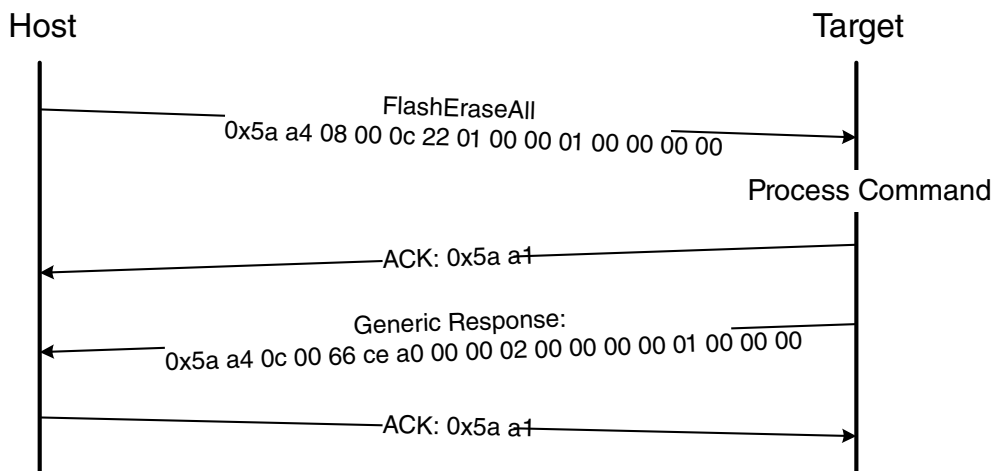 Host
Target
FlashEraseAll
0x5a a4 08 00 0c 22 01 00 00 01 00 00 00 00
Process Command
ACK: 0x5a a1
Generic Response:
0x5a a4 0c 00 66 ce a0 00 00 02 00 00 00 00 01 00 00 00
ACK: 0x5a a1